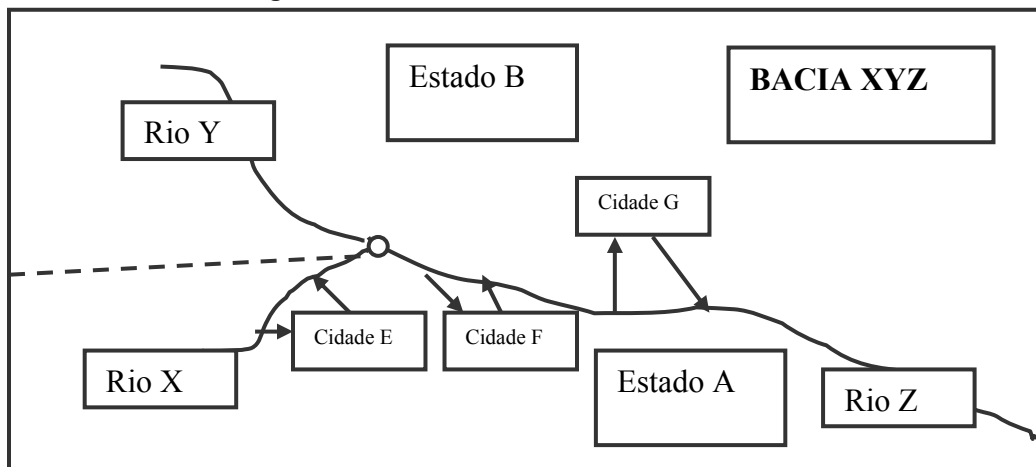 Estado B
BACIA XYZ
Rio Y
Cidade G
Cidade E
Cidade F
Rio X
Estado A
Rio Z